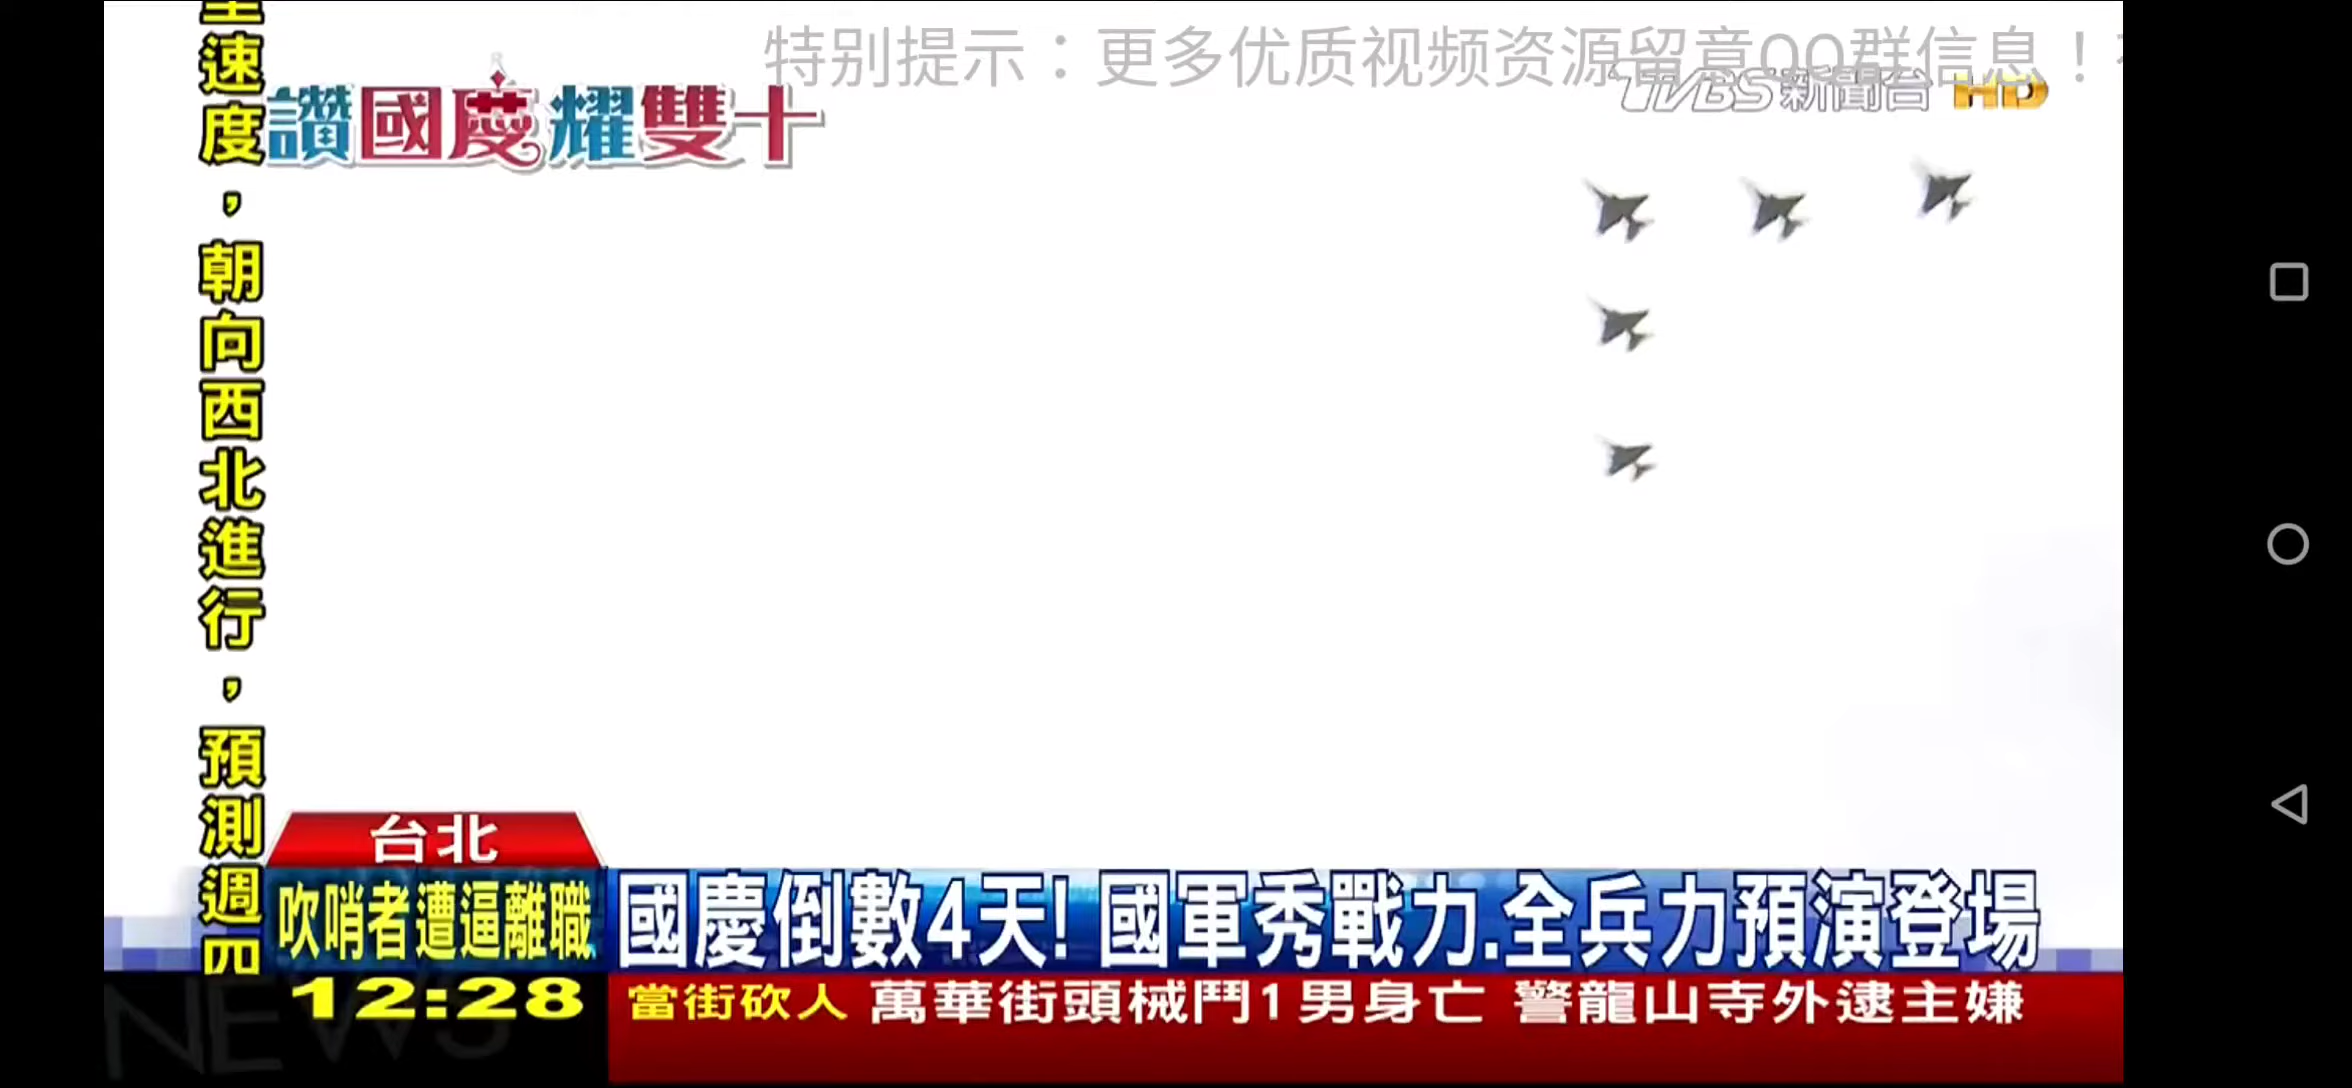 特别提示：更多优质视频资源留意QQ群信息！
TVBS新聞台 HD
讚國慶耀雙十
速度，朝向西北進行，預測週四
台北
吹哨者遭逼離職
國慶倒數4天! 國軍秀戰力.全兵力預演登場
12:28
當街砍人 萬華街頭械鬥1男身亡 警龍山寺外逮主嫌
NEWS